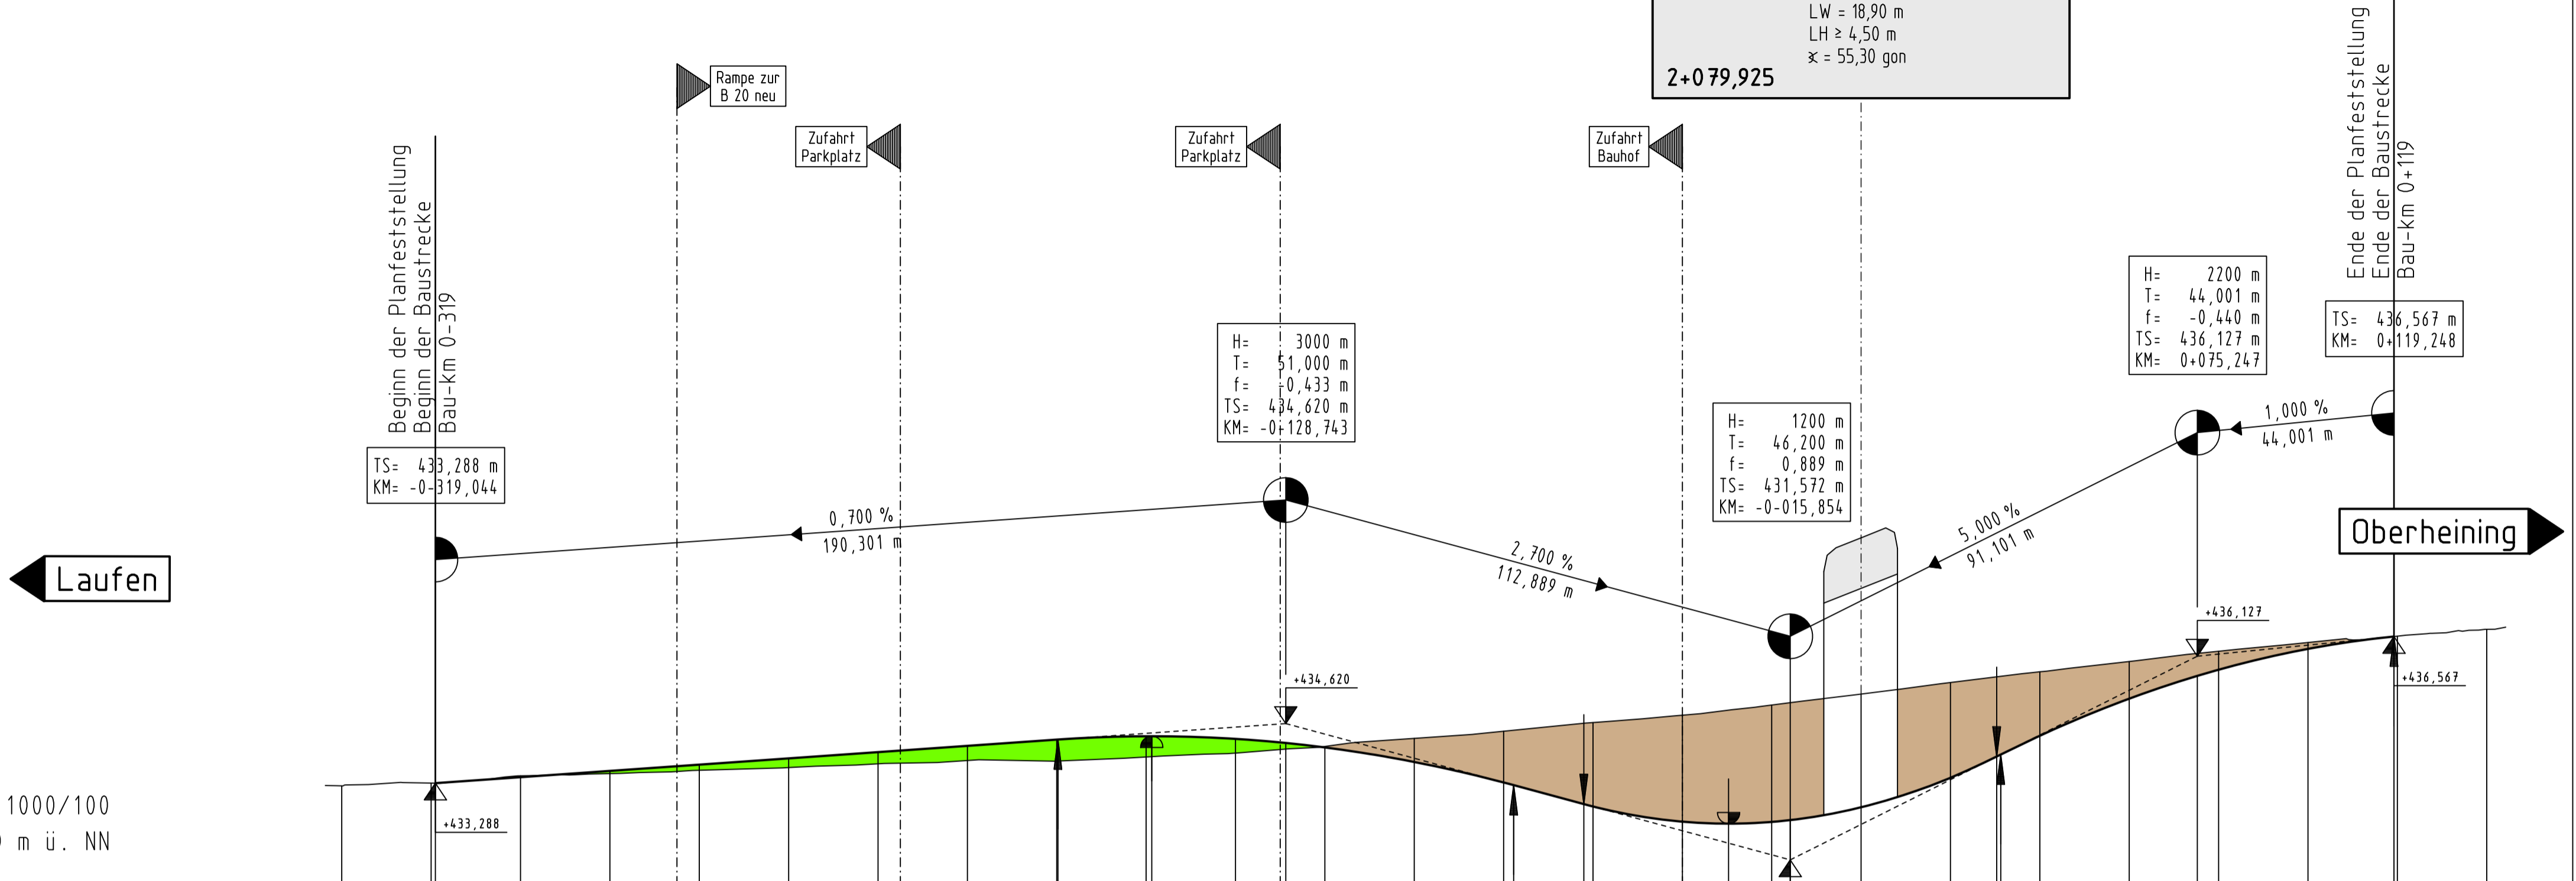 LW = 18,90 m
LH ≥ 4,50 m
= 55,30 gon
2+079,925
Rampe zur
B 20 neu
Zufahrt
Parkplatz
Zufahrt
Parkplatz
Zufahrt
Bauhof
Beginn der Planfeststellung
Beginn der Baustrecke
Bau-km 0-319
Ende der Planfeststellung
Ende der Baustrecke
Bau-km 0+119
TS= 433,288 m
KM= -0-319,044
H= 3000 m
T= 51,000 m
f= -0,433 m
TS= 434,620 m
KM= -0-128,743
H= 1200 m
T= 46,200 m
f= 0,889 m
TS= 431,572 m
KM= -0-015,854
H= 2200 m
T= 44,001 m
f= -0,440 m
TS= 436,127 m
KM= 0+075,247
TS= 436,567 m
KM= 0+119,248
0,700 %
190,301 m
2,700 %
112,889 m
5,000 %
91,101 m
1,000 %
44,001 m
Laufen
Oberheining
+433,288
+434,620
+436,127
+436,567
1000/100
m ü. NN